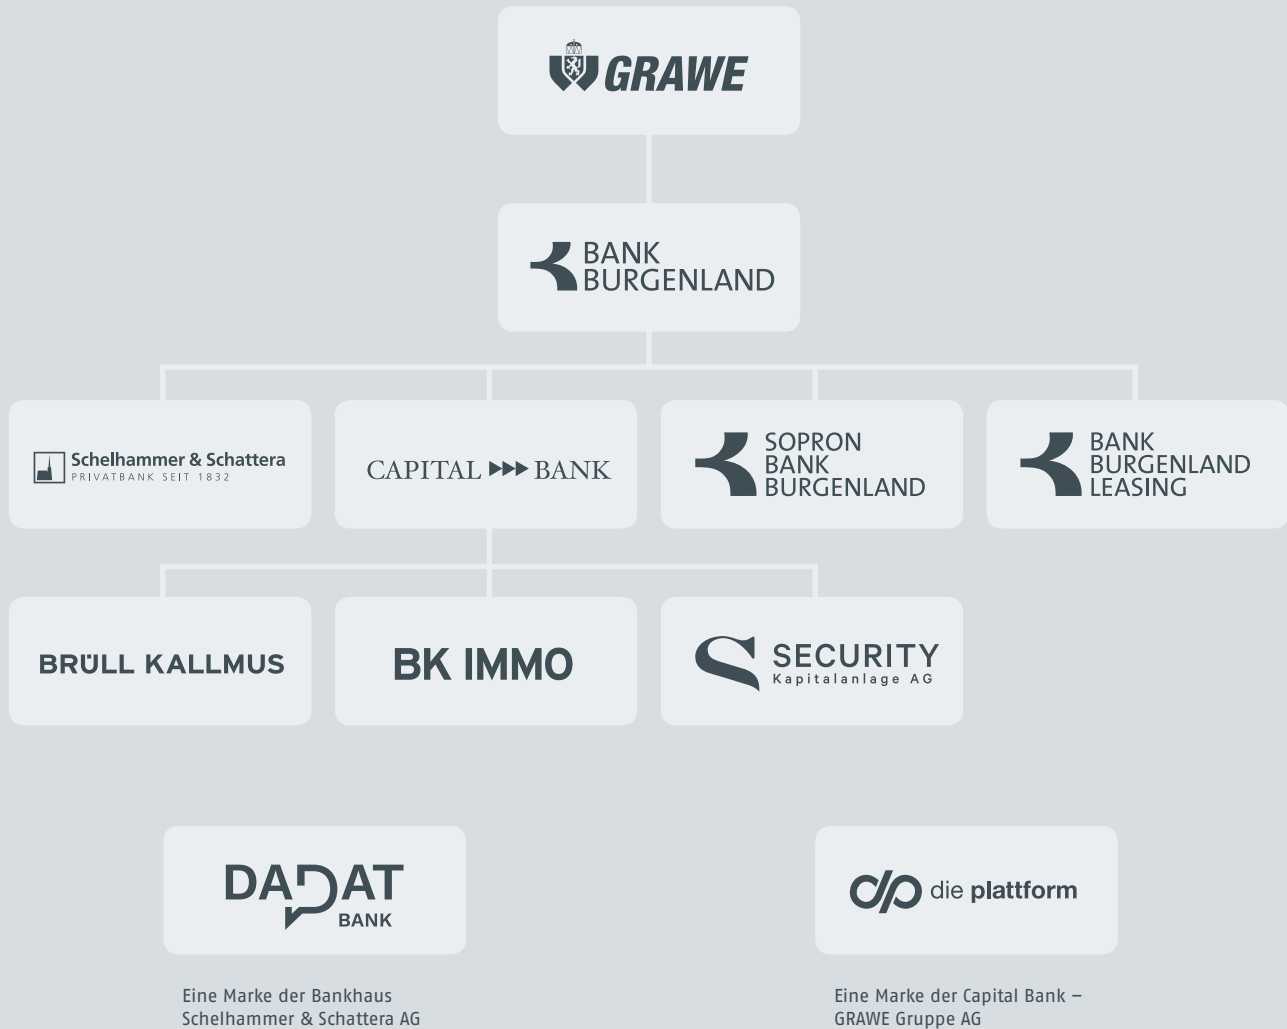 GRAWE
BANK
BURGENLAND
Schelhammer & Schattera
PRIVATBANK SEIT 1832
CAPITAL BANK
SOPRON
BANK
BURGENLAND
BANK
BURGENLAND
LEASING
BRÜLL KALLMUS
BK IMMO
SECURITY
Kapitalanlage AG
DADAT
BANK
dp die plattform
Eine Marke der Bankhaus
Schelhammer & Schattera AG
Eine Marke der Capital Bank –
GRAWE Gruppe AG